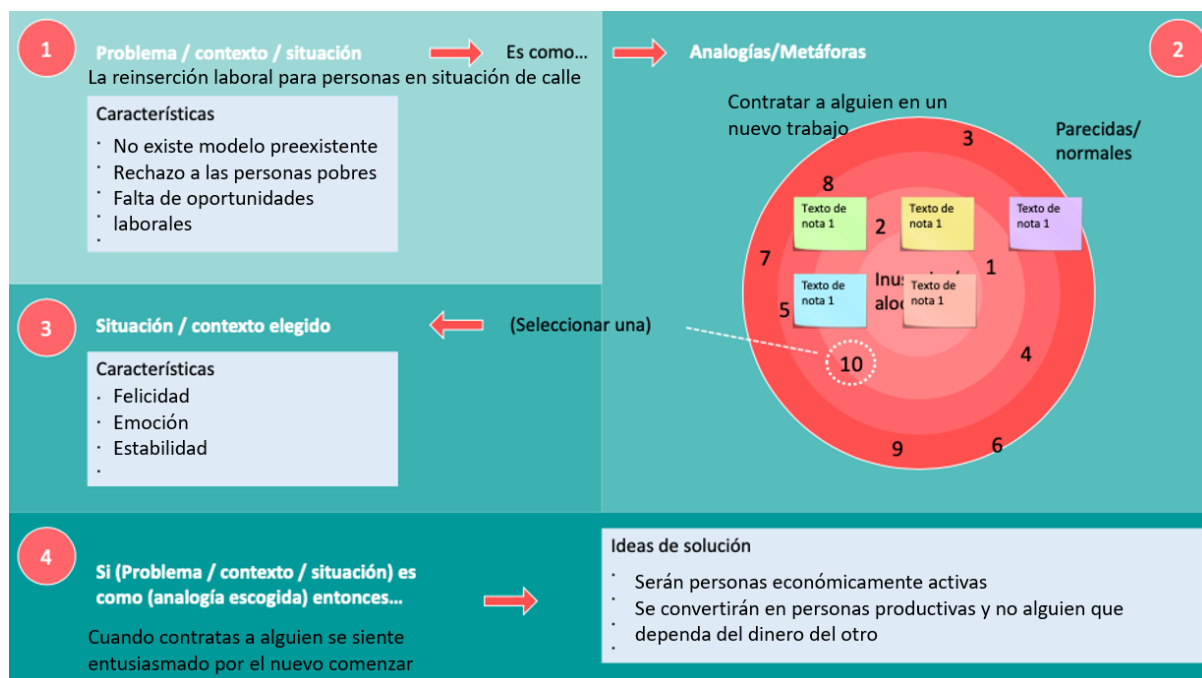 1
Problema / contexto / situación
Es como...
La reinserción laboral para personas en situación de calle
Características
· No existe modelo preexistente
· Rechazo a las personas pobres
· Falta de oportunidades
· laborales
·
Analogías/Metáforas
2
Contratar a alguien en un
nuevo trabajo
Parecidas/
normales
3
8
Texto de
nota 1
2
Texto de
nota 1
Texto de
nota 1
7
1
Texto de
nota 1
Texto de
nota 1
5
4
10
9
6
3
Situación / contexto elegido
(Seleccionar una)
Características
· Felicidad
· Emoción
· Estabilidad
·
4
Si (Problema / contexto / situación) es
como (analogía escogida) entonces...
Cuando contratas a alguien se siente
entusiasmado por el nuevo comenzar
Ideas de solución
· Serán personas económicamente activas
· Se convertirán en personas productivas y no alguien que
· dependa del dinero del otro
·